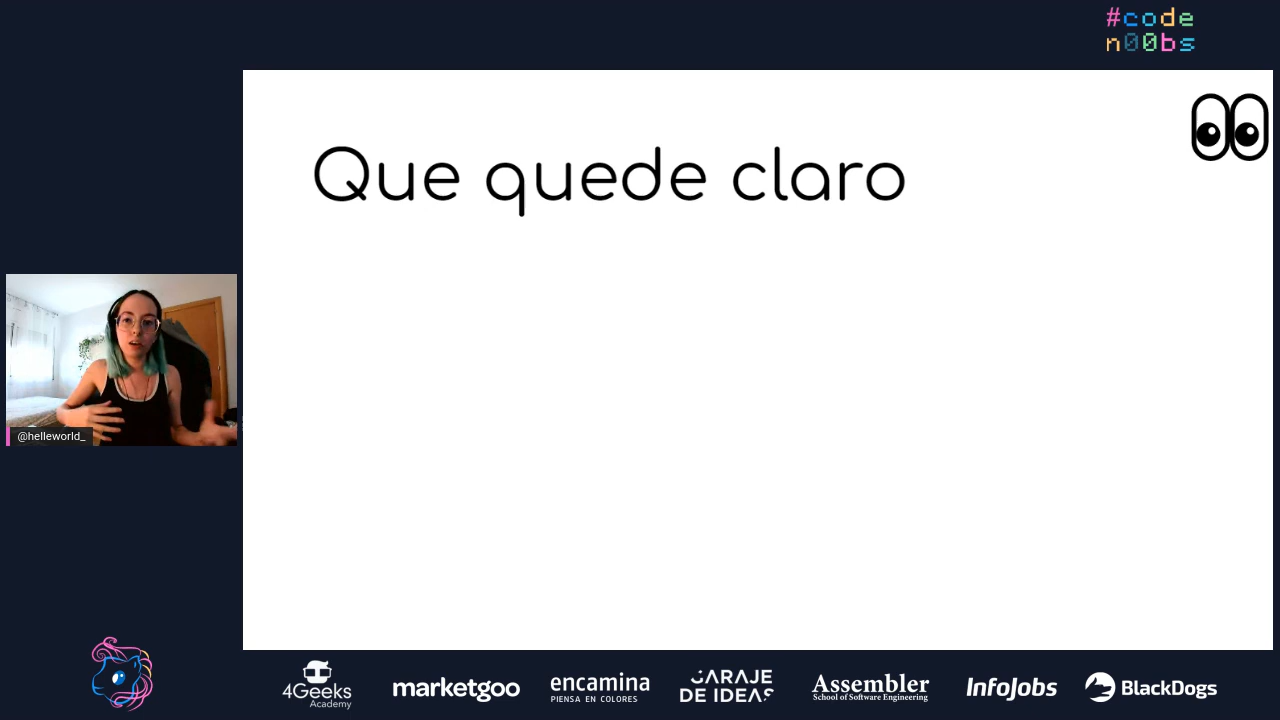 #code
n00bs
Que quede claro
@helleworld_
4Geeks
Academy
marketgoo
encamina
PIENSA EN COLORES
GARAJE
DE IDEAS
Assembler
School of Software Engineering
InfoJobs
BlackDogs